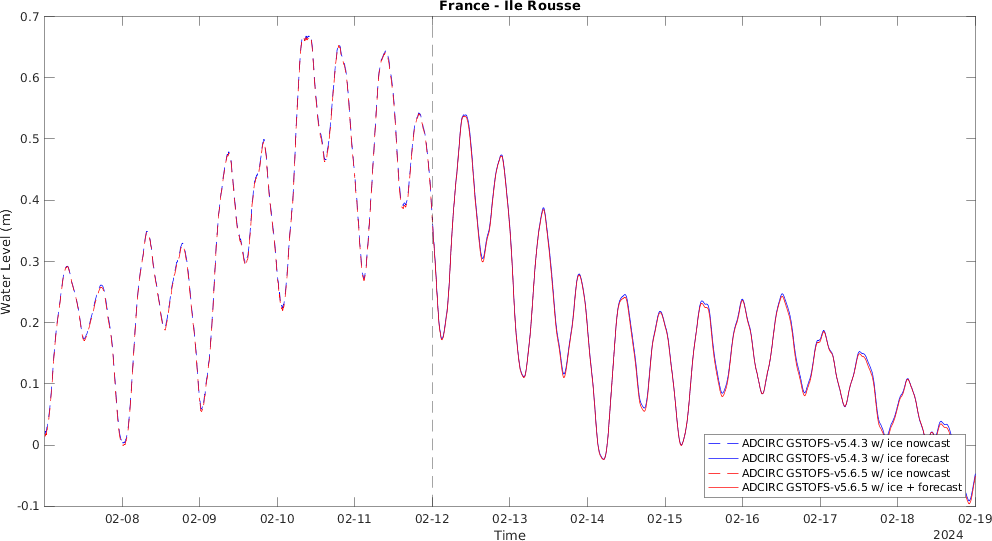 France - Ile Rousse
0.7
0.6
0.5
0.4
0.3
0.2
0.1
0
-0.1
Water Level (m)
ADCIRC GSTOFS-v5.4.3 w/ ice nowcast
ADCIRC GSTOFS-v5.4.3 w/ ice forecast
ADCIRC GSTOFS-v5.6.5 w/ ice nowcast
ADCIRC GSTOFS-v5.6.5 w/ ice + forecast
02-08 02-09 02-10 02-11 02-12 02-13 02-14 02-15 02-16 02-17 02-18 02-19
Time
2024